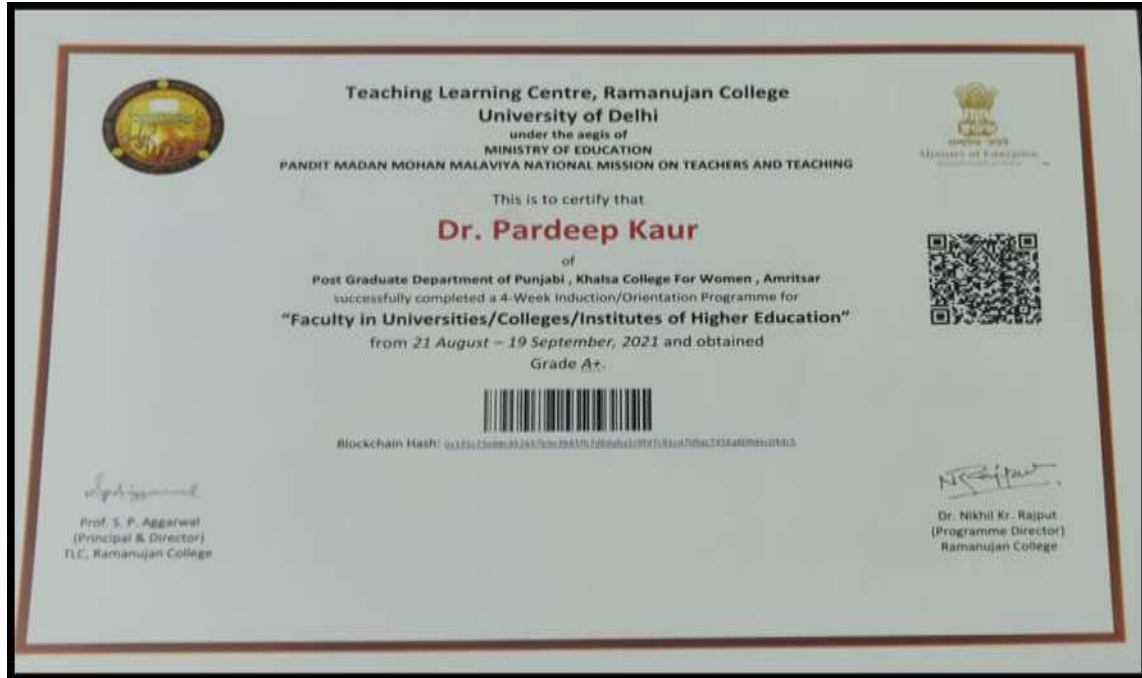 Teaching Learning Centre, Ramanujan College
University of Delhi
under the aegis of
MINISTRY OF EDUCATION
PANDIT MADAN MOHAN MALAVIYA NATIONAL MISSION ON TEACHERS AND TEACHING
Ministry of Education
This is to certify that
Dr. Pardeep Kaur
of
Post Graduate Department of Punjabi , Khalsa College For Women , Amritsar
successfully completed a 4-Week Induction/Orientation Programme for
"Faculty in Universities/Colleges/Institutes of Higher Education"
from 21 August – 19 September, 2021 and obtained
Grade A+.
Blockchain Hash:
Prof. S. P. Aggarwal
(Principal & Director)
TLC, Ramanujan College
Dr. Nikhil Kr. Rajput
(Programme Director)
Ramanujan College